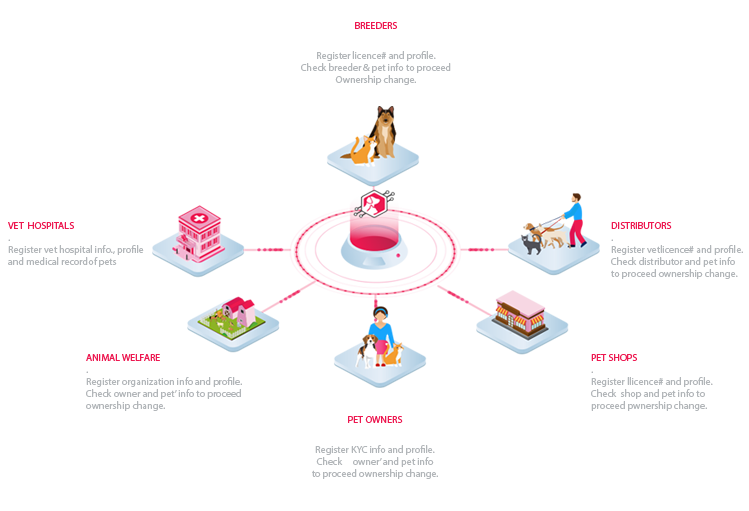 BREEDERS
Register licence# and profile.
Check breeder & pet info to proceed
Ownership change.
VET HOSPITALS
.
Register vet hospital info., profile
and medical record of pets
DISTRIBUTORS
.
Register vetlicence# and profile.
Check distributor and pet info
to proceed ownership change.
ANIMAL WELFARE
.
Register organization info and profile.
Check owner and pet' info to proceed
ownership change.
PET SHOPS
.
Register llicence# and profile.
Check shop and pet info to
proceed pwnership change.
PET OWNERS
Register KYC info and profile.
Check owner' and pet info
to proceed ownership change.